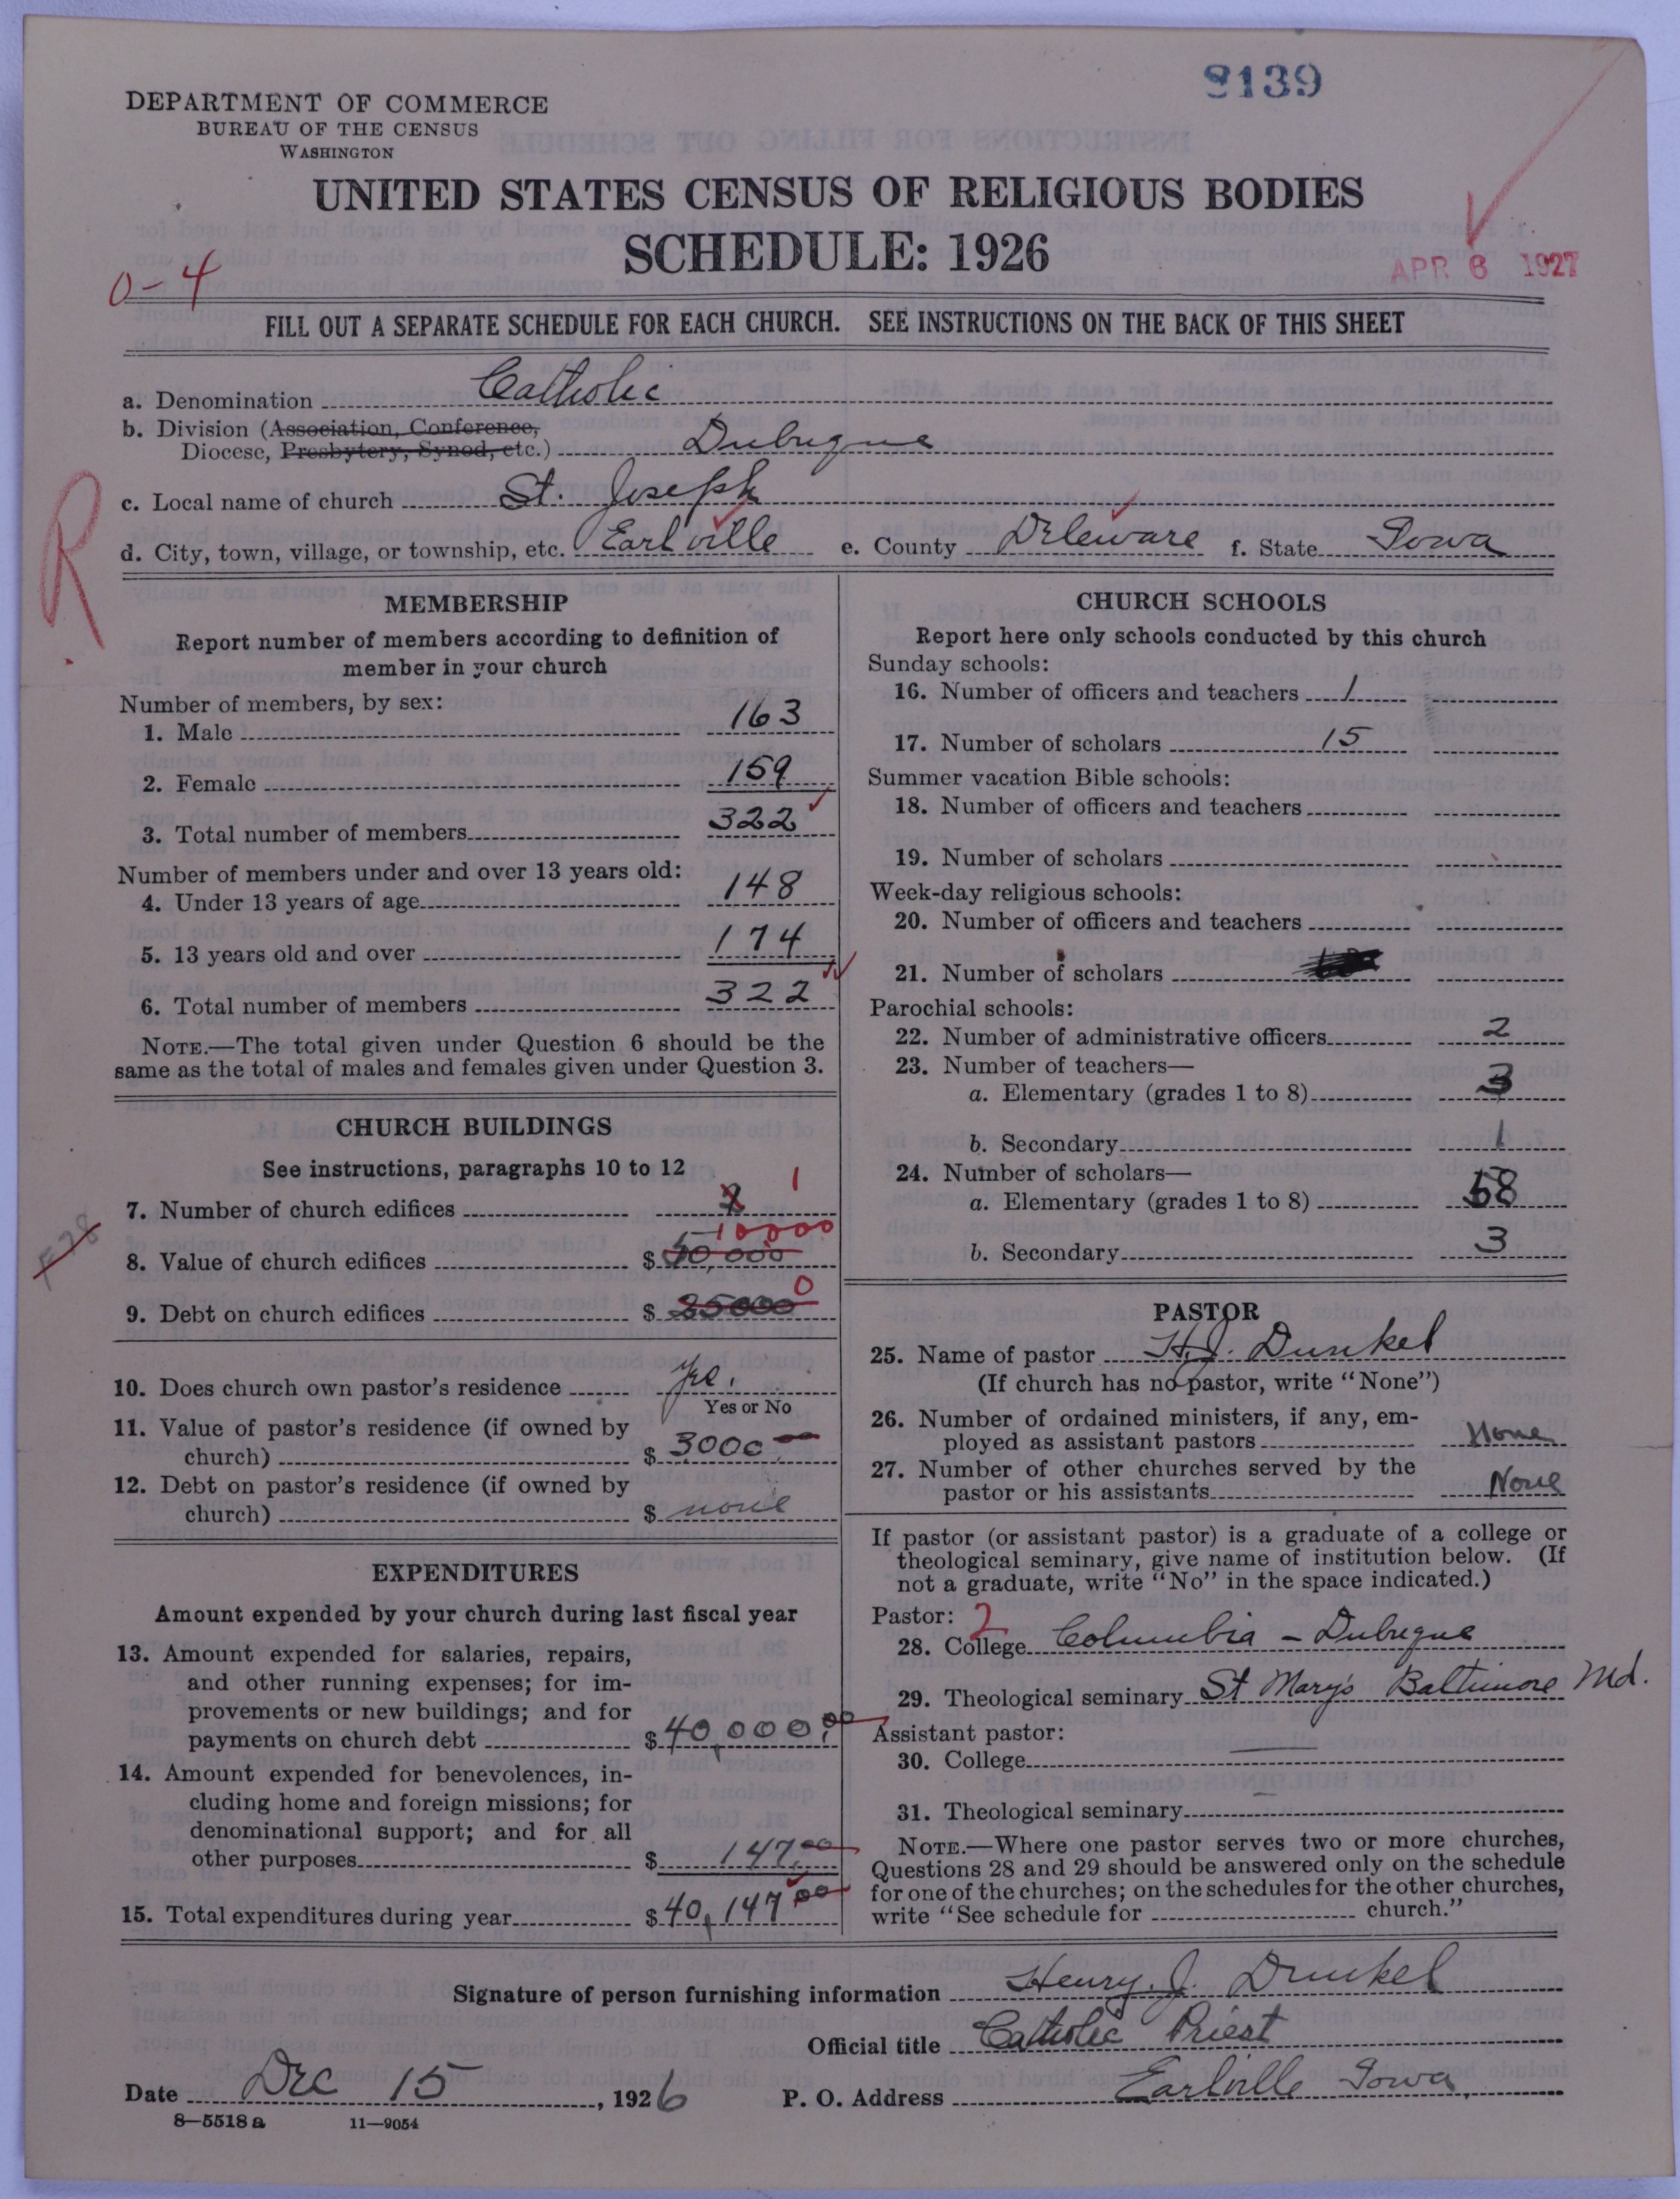 8139
DEPARTMENT OF COMMERCE
BUREAU OF THE CENSUS
WASHINGTON
UNITED STATES CENSUS OF RELIGIOUS BODIES
SCHEDULE: 1926
APR 6 1927
0-4
FILL OUT A SEPARATE SCHEDULE FOR EACH CHURCH. SEE INSTRUCTIONS ON THE BACK OF THIS SHEET
a. Denomination Catholic
b. Division (Association, Conference,
Diocese, Presbytery, Synod, etc.) Dubuque
R
c. Local name of church St. Joseph
d. City, town, village, or township, etc. Earlville e. County Deleware f. State Iowa
MEMBERSHIP
Report number of members according to definition of
member in your church
Number of members, by sex:
1. Male 163
2. Female 159
3. Total number of members 322
Number of members under and over 13 years old:
4. Under 13 years of age 148
5. 13 years old and over 174
6. Total number of members 322
NOTE.—The total given under Question 6 should be the
same as the total of males and females given under Question 3.
CHURCH BUILDINGS
See instructions, paragraphs 10 to 12
7. Number of church edifices 1
8. Value of church edifices $ 10000
9. Debt on church edifices $ 25000 0
10. Does church own pastor's residence Yes.
Yes or No
11. Value of pastor's residence (if owned by
church) $ 3000
12. Debt on pastor's residence (if owned by
church) $ none
EXPENDITURES
Amount expended by your church during last fiscal year
13. Amount expended for salaries, repairs,
and other running expenses; for im-
provements or new buildings; and for
payments on church debt $ 40,000.00
14. Amount expended for benevolences, in-
cluding home and foreign missions; for
denominational support; and for all
other purposes $ 147.00
15. Total expenditures during year $ 40,147.00
CHURCH SCHOOLS
Report here only schools conducted by this church
Sunday schools:
16. Number of officers and teachers 1
17. Number of scholars 15
Summer vacation Bible schools:
18. Number of officers and teachers
19. Number of scholars
Week-day religious schools:
20. Number of officers and teachers
21. Number of scholars
Parochial schools:
22. Number of administrative officers 2
23. Number of teachers—
a. Elementary (grades 1 to 8) 3
b. Secondary 1
24. Number of scholars—
a. Elementary (grades 1 to 8) 58
b. Secondary 3
PASTOR
25. Name of pastor H.J. Dunkel
(If church has no pastor, write "None")
26. Number of ordained ministers, if any, em-
ployed as assistant pastors None
27. Number of other churches served by the
pastor or his assistants None
If pastor (or assistant pastor) is a graduate of a college or
theological seminary, give name of institution below. (If
not a graduate, write "No" in the space indicated.)
Pastor: 2
28. College Columbia - Dubuque
29. Theological seminary St Mary's Baltimore Md.
Assistant pastor:
30. College
31. Theological seminary
NOTE.—Where one pastor serves two or more churches,
Questions 28 and 29 should be answered only on the schedule
for one of the churches; on the schedules for the other churches,
write "See schedule for church."
Signature of person furnishing information Henry. J. Dunkel
Official title Catholic Priest
Date Dec 15, 1926 P. O. Address Earlville Iowa
8—5518 a 11—9054